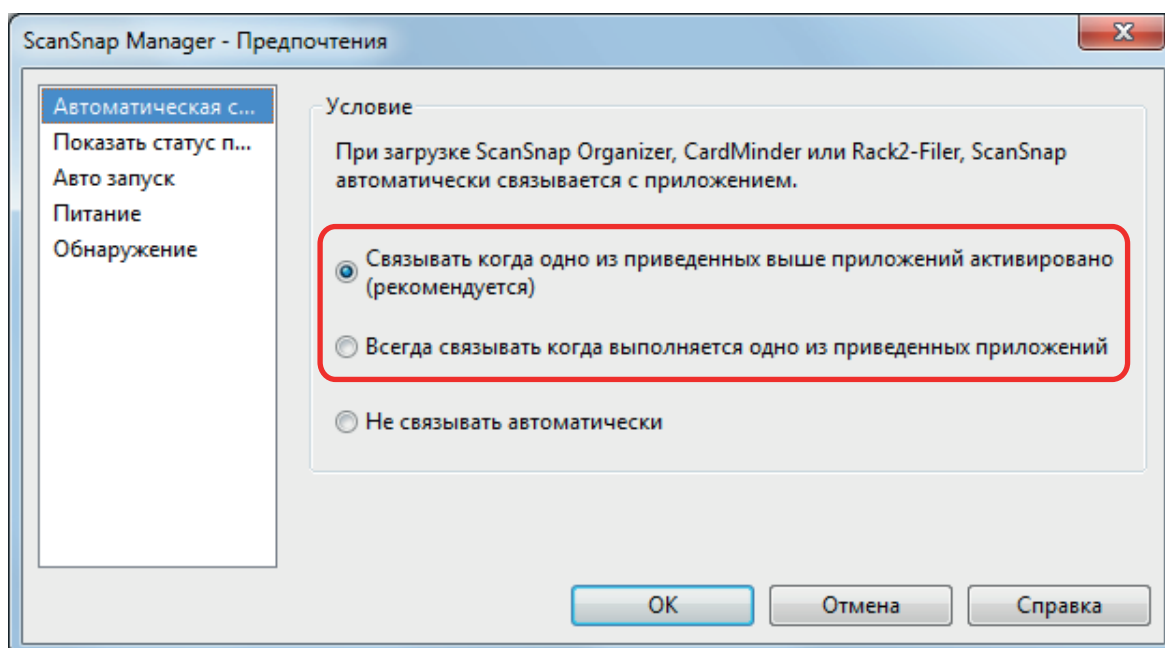 ScanSnap Manager - Предпочтения
Автоматическая с...
Показать статус п...
Авто запуск
Питание
Обнаружение
Условие
При загрузке ScanSnap Organizer, CardMinder или Rack2-Filer, ScanSnap
автоматически связывается с приложением.
Связывать когда одно из приведенных выше приложений активировано
(рекомендуется)
Всегда связывать когда выполняется одно из приведенных приложений
Не связывать автоматически
OK
Отмена
Справка